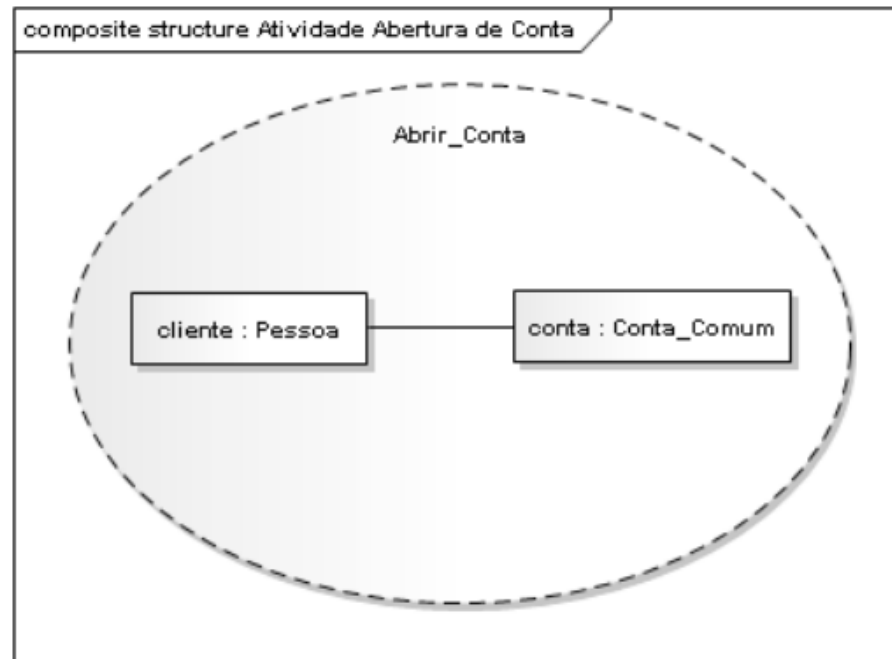 composite structure Atividade Abertura de Conta
Abrir_Conta
cliente : Pessoa
conta : Conta_Comum